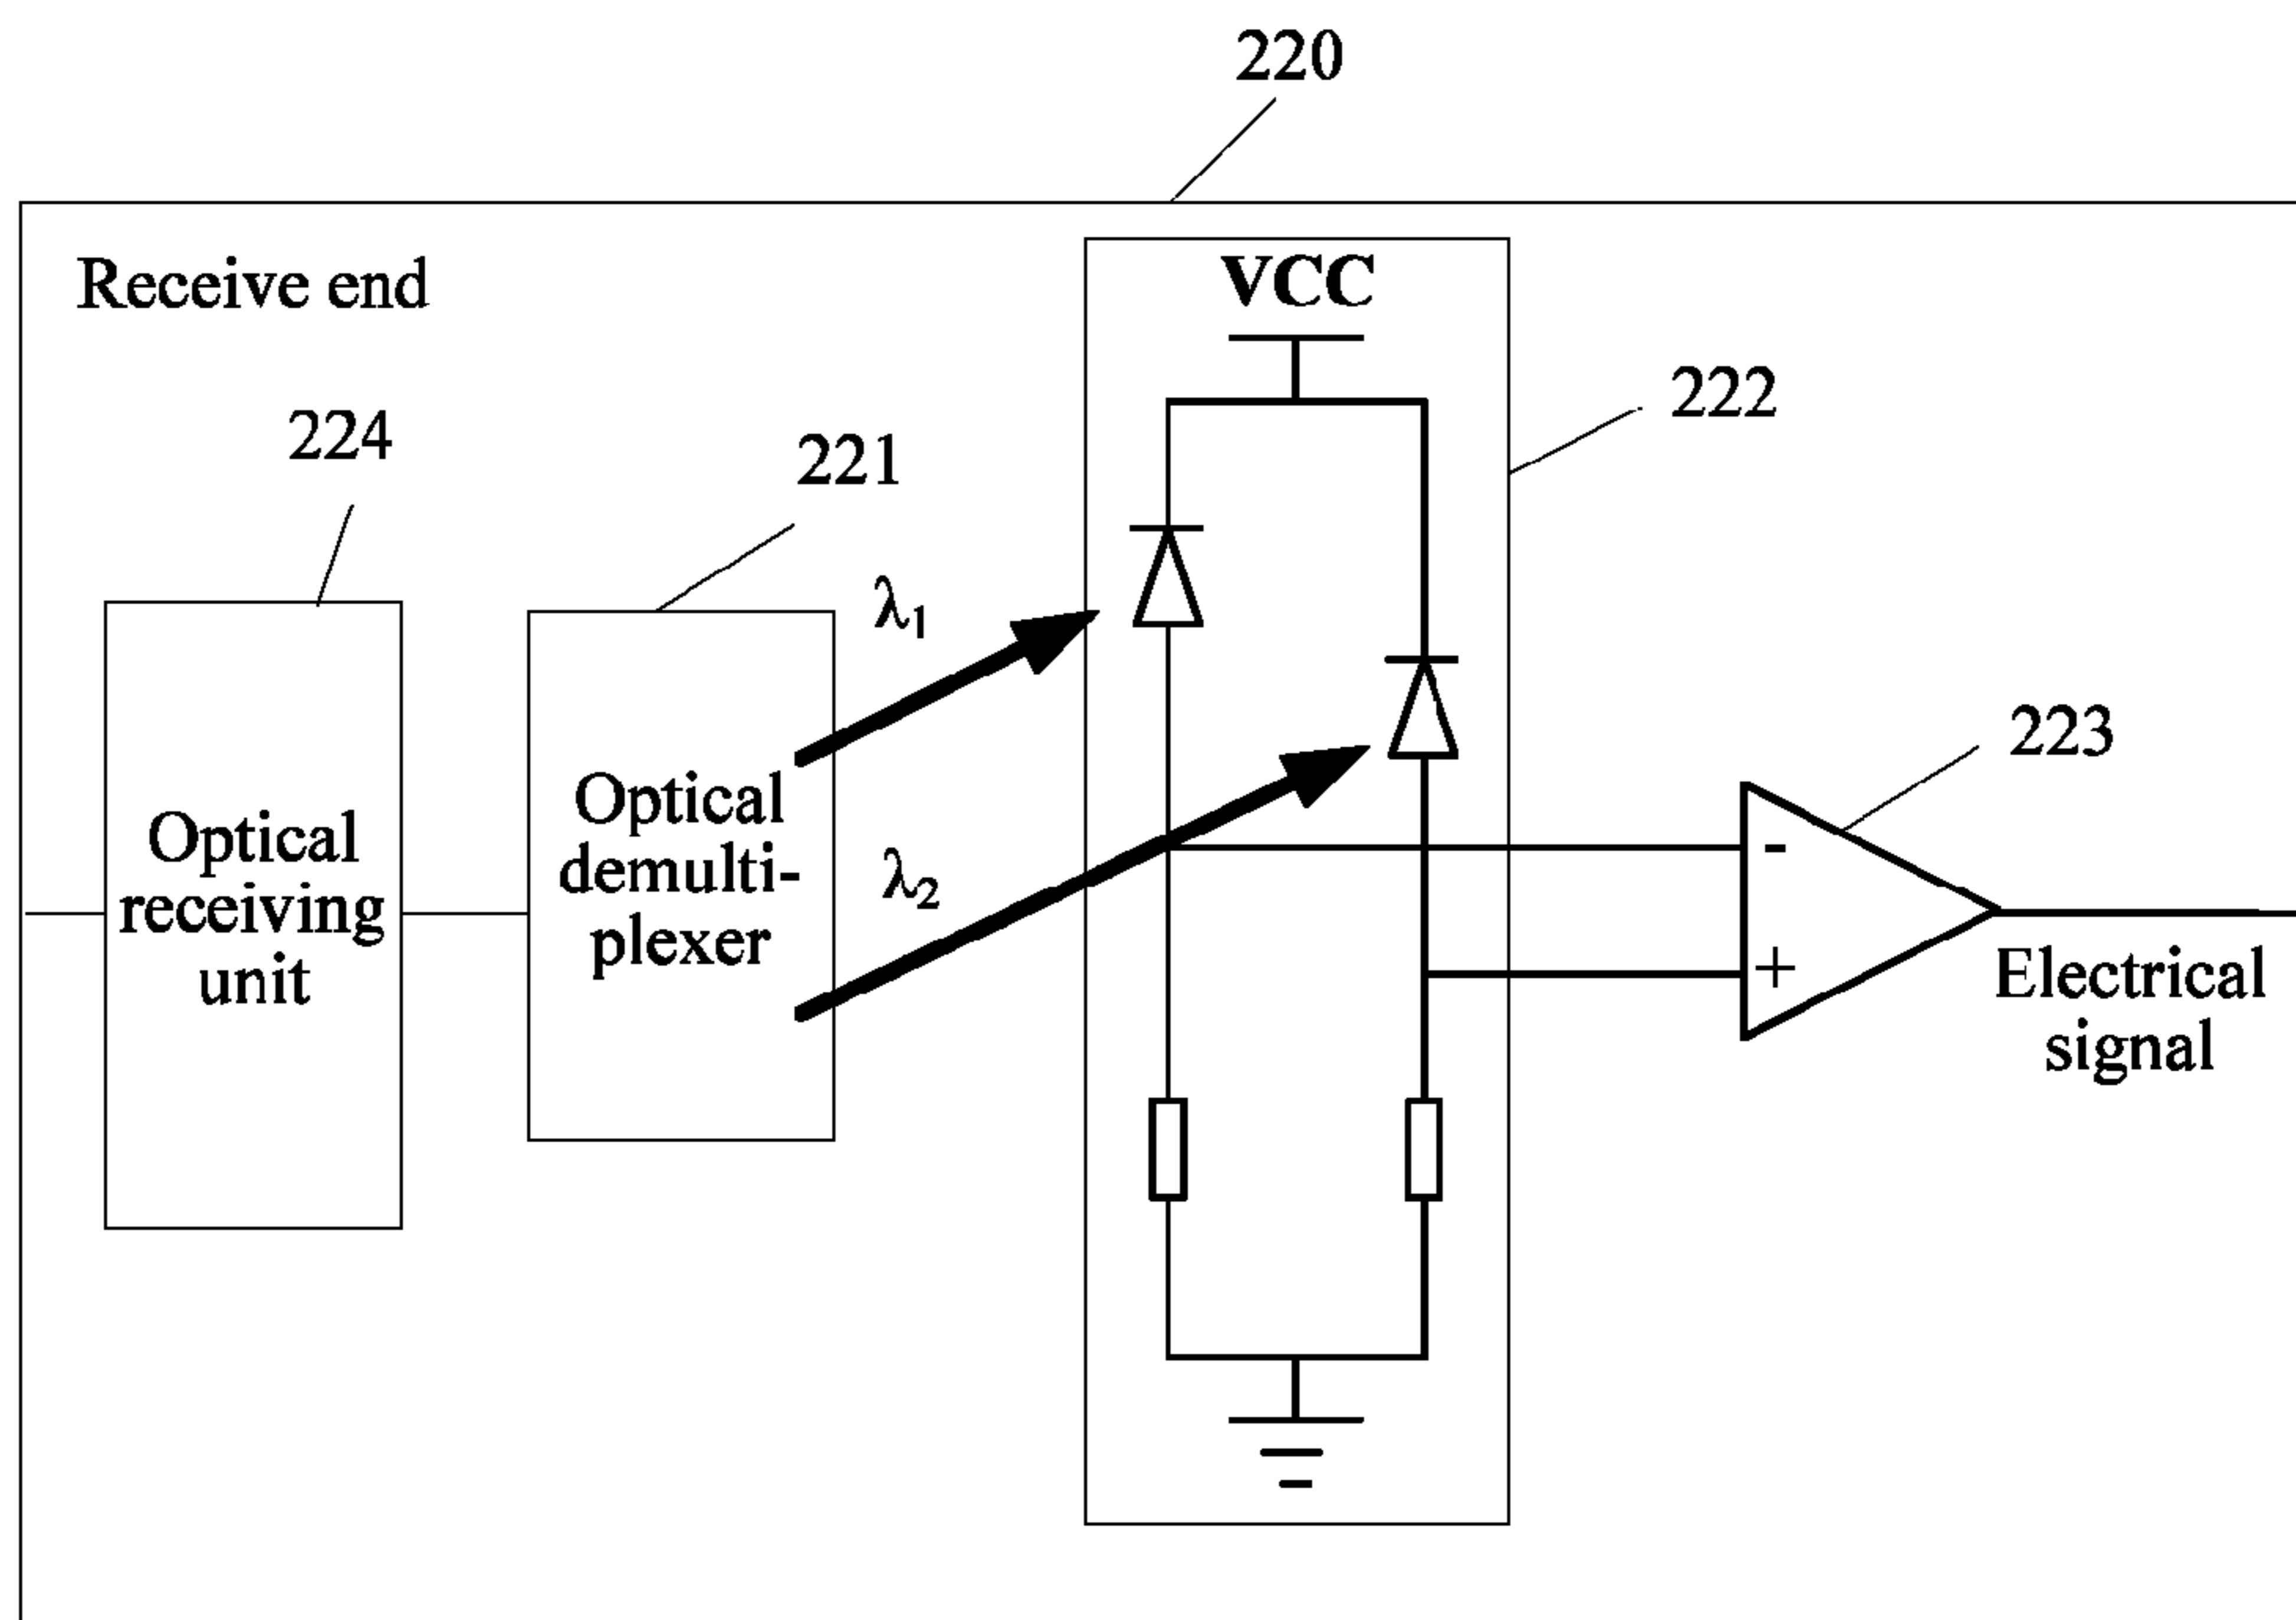 220
Receive end
VCC
222
224
221
λ1
223
Optical
demulti-
plexer
λ2
Optical
receiving
unit
-
+
Electrical
signal